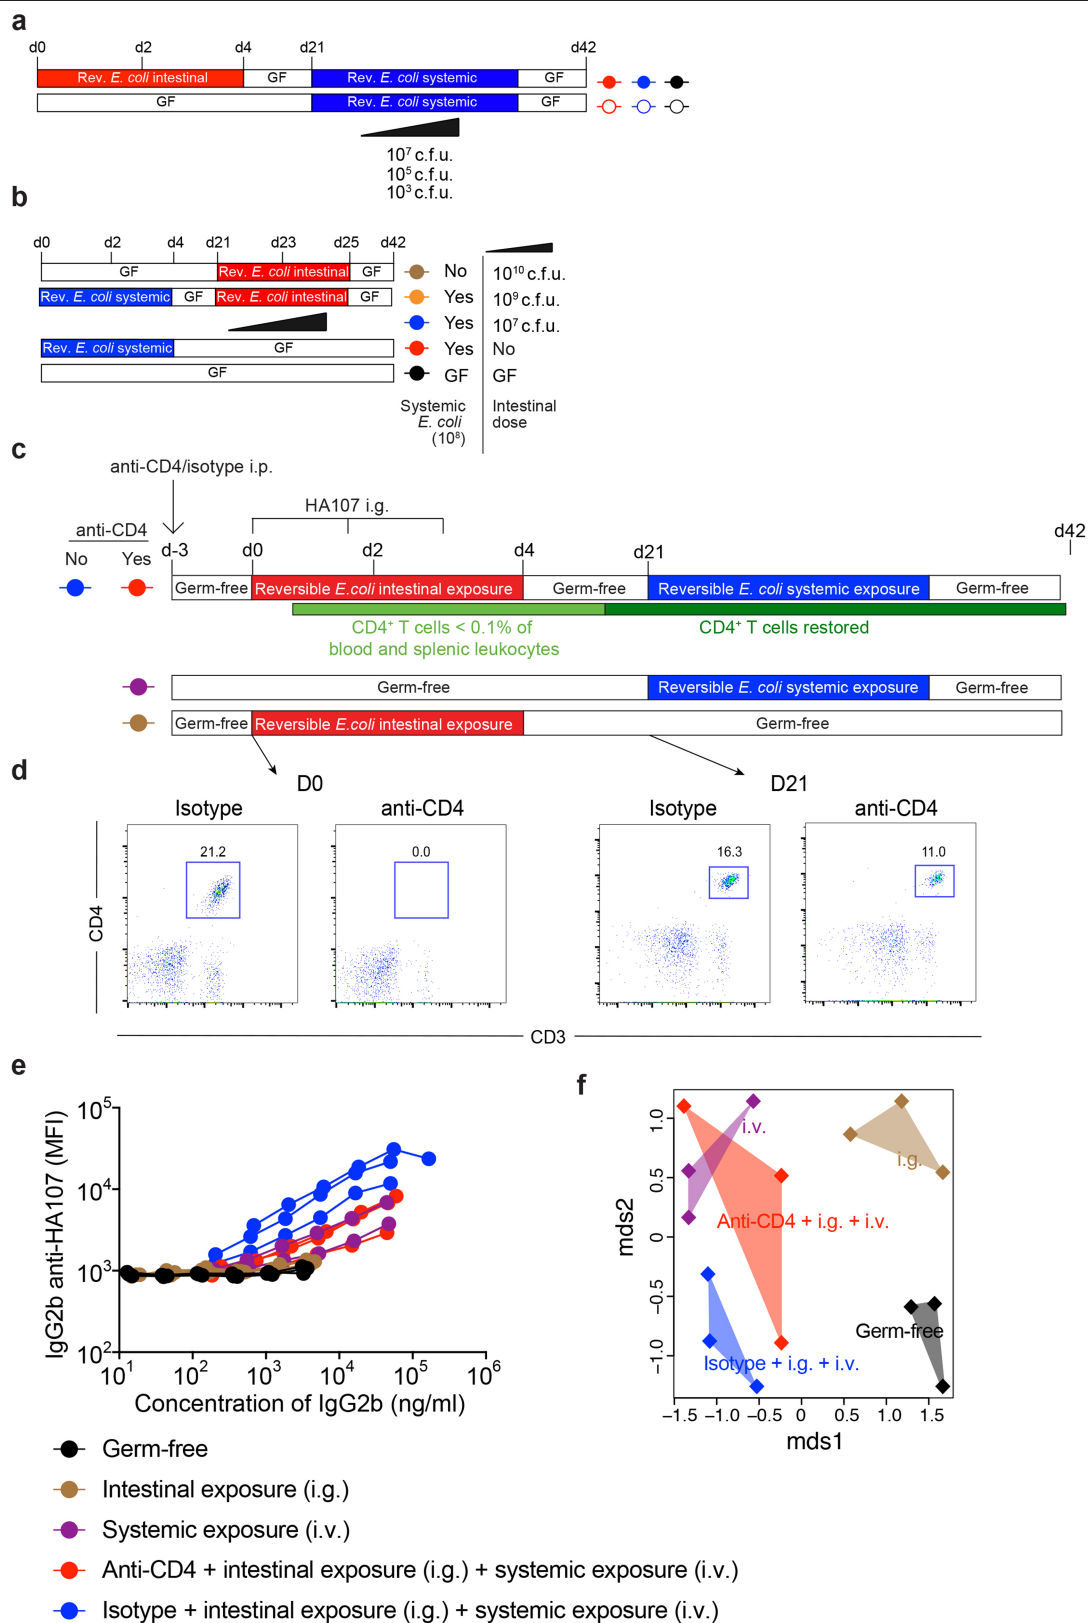 a
d0 d2 d4 d21 d42
Rev. E. coli intestinal GF Rev. E. coli systemic GF
GF Rev. E. coli systemic GF
10⁷ c.f.u.
10⁵ c.f.u.
10³ c.f.u.
b
d0 d2 d4 d21 d23 d25 d42
GF Rev. E. coli intestinal GF No 10¹⁰ c.f.u.
Rev. E. coli systemic GF Rev. E. coli intestinal GF Yes 10⁹ c.f.u.
Yes 10⁷ c.f.u.
Rev. E. coli systemic GF Yes No
GF GF GF
Systemic Intestinal
E. coli dose
(10⁸)
c
anti-CD4/isotype i.p.
HA107 i.g.
anti-CD4
No Yes
d-3 d0 d2 d4 d21 d42
Germ-free Reversible E.coli intestinal exposure Germ-free Reversible E. coli systemic exposure Germ-free
CD4⁺ T cells < 0.1% of
blood and splenic leukocytes
CD4⁺ T cells restored
Germ-free Reversible E. coli systemic exposure Germ-free
Germ-free Reversible E.coli intestinal exposure Germ-free
d
D0 D21
Isotype anti-CD4 Isotype anti-CD4
21.2 0.0 16.3 11.0
CD4
CD3
e
IgG2b anti-HA107 (MFI)
10⁵
10⁴
10³
10²
10¹ 10² 10³ 10⁴ 10⁵ 10⁶
Concentration of IgG2b (ng/ml)
Germ-free
Intestinal exposure (i.g.)
Systemic exposure (i.v.)
Anti-CD4 + intestinal exposure (i.g.) + systemic exposure (i.v.)
Isotype + intestinal exposure (i.g.) + systemic exposure (i.v.)
f
mds2
1.0
0.5
0
−0.5
−1.0
i.v.
i.g.
Anti-CD4 + i.g. + i.v.
Germ-free
Isotype + i.g. + i.v.
−1.5 −1.0 −0.5 0 0.5 1.0 1.5
mds1